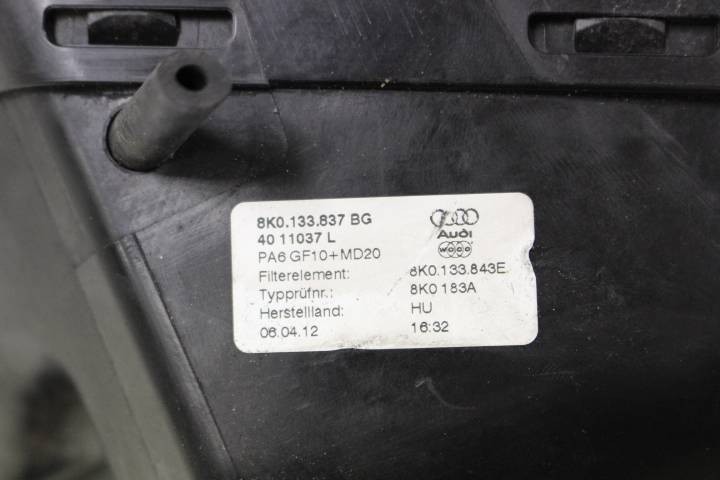 8K0.133.837 BG
40 11037 L
PA6 GF10+MD20
Audi
woco
Filterelement: 8K0.133.843E
Typprüfnr.: 8K0 183A
Herstellland: HU
06.04.12 16:32